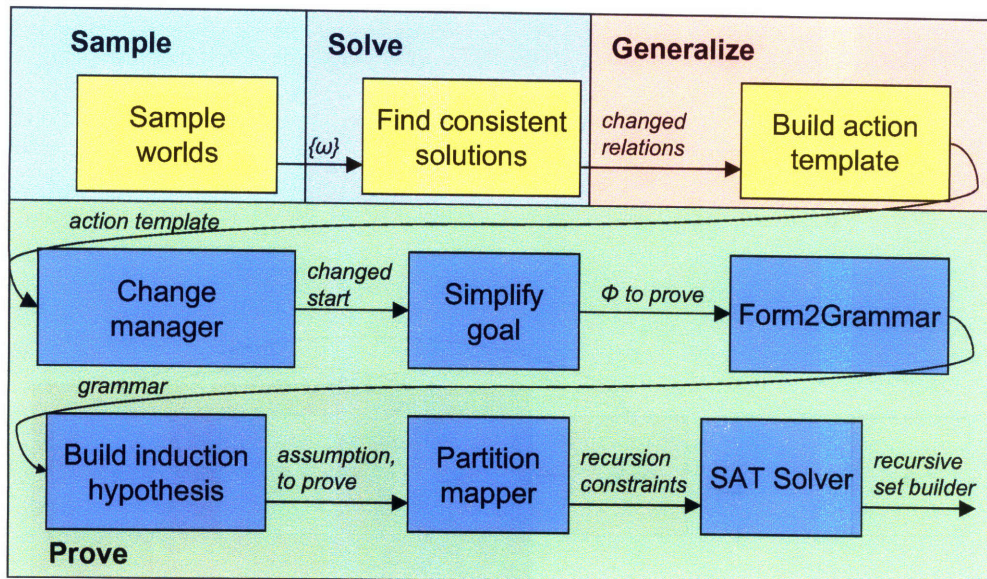 Sample
Solve
Generalize
Sample
worlds
{ω}
Find consistent
solutions
changed
relations
Build action
template
action template
Change
manager
changed
start
Simplify
goal
Φ to prove
Form2Grammar
grammar
Build induction
hypothesis
assumption,
to prove
Partition
mapper
recursion
constraints
SAT Solver
recursive
set builder
Prove